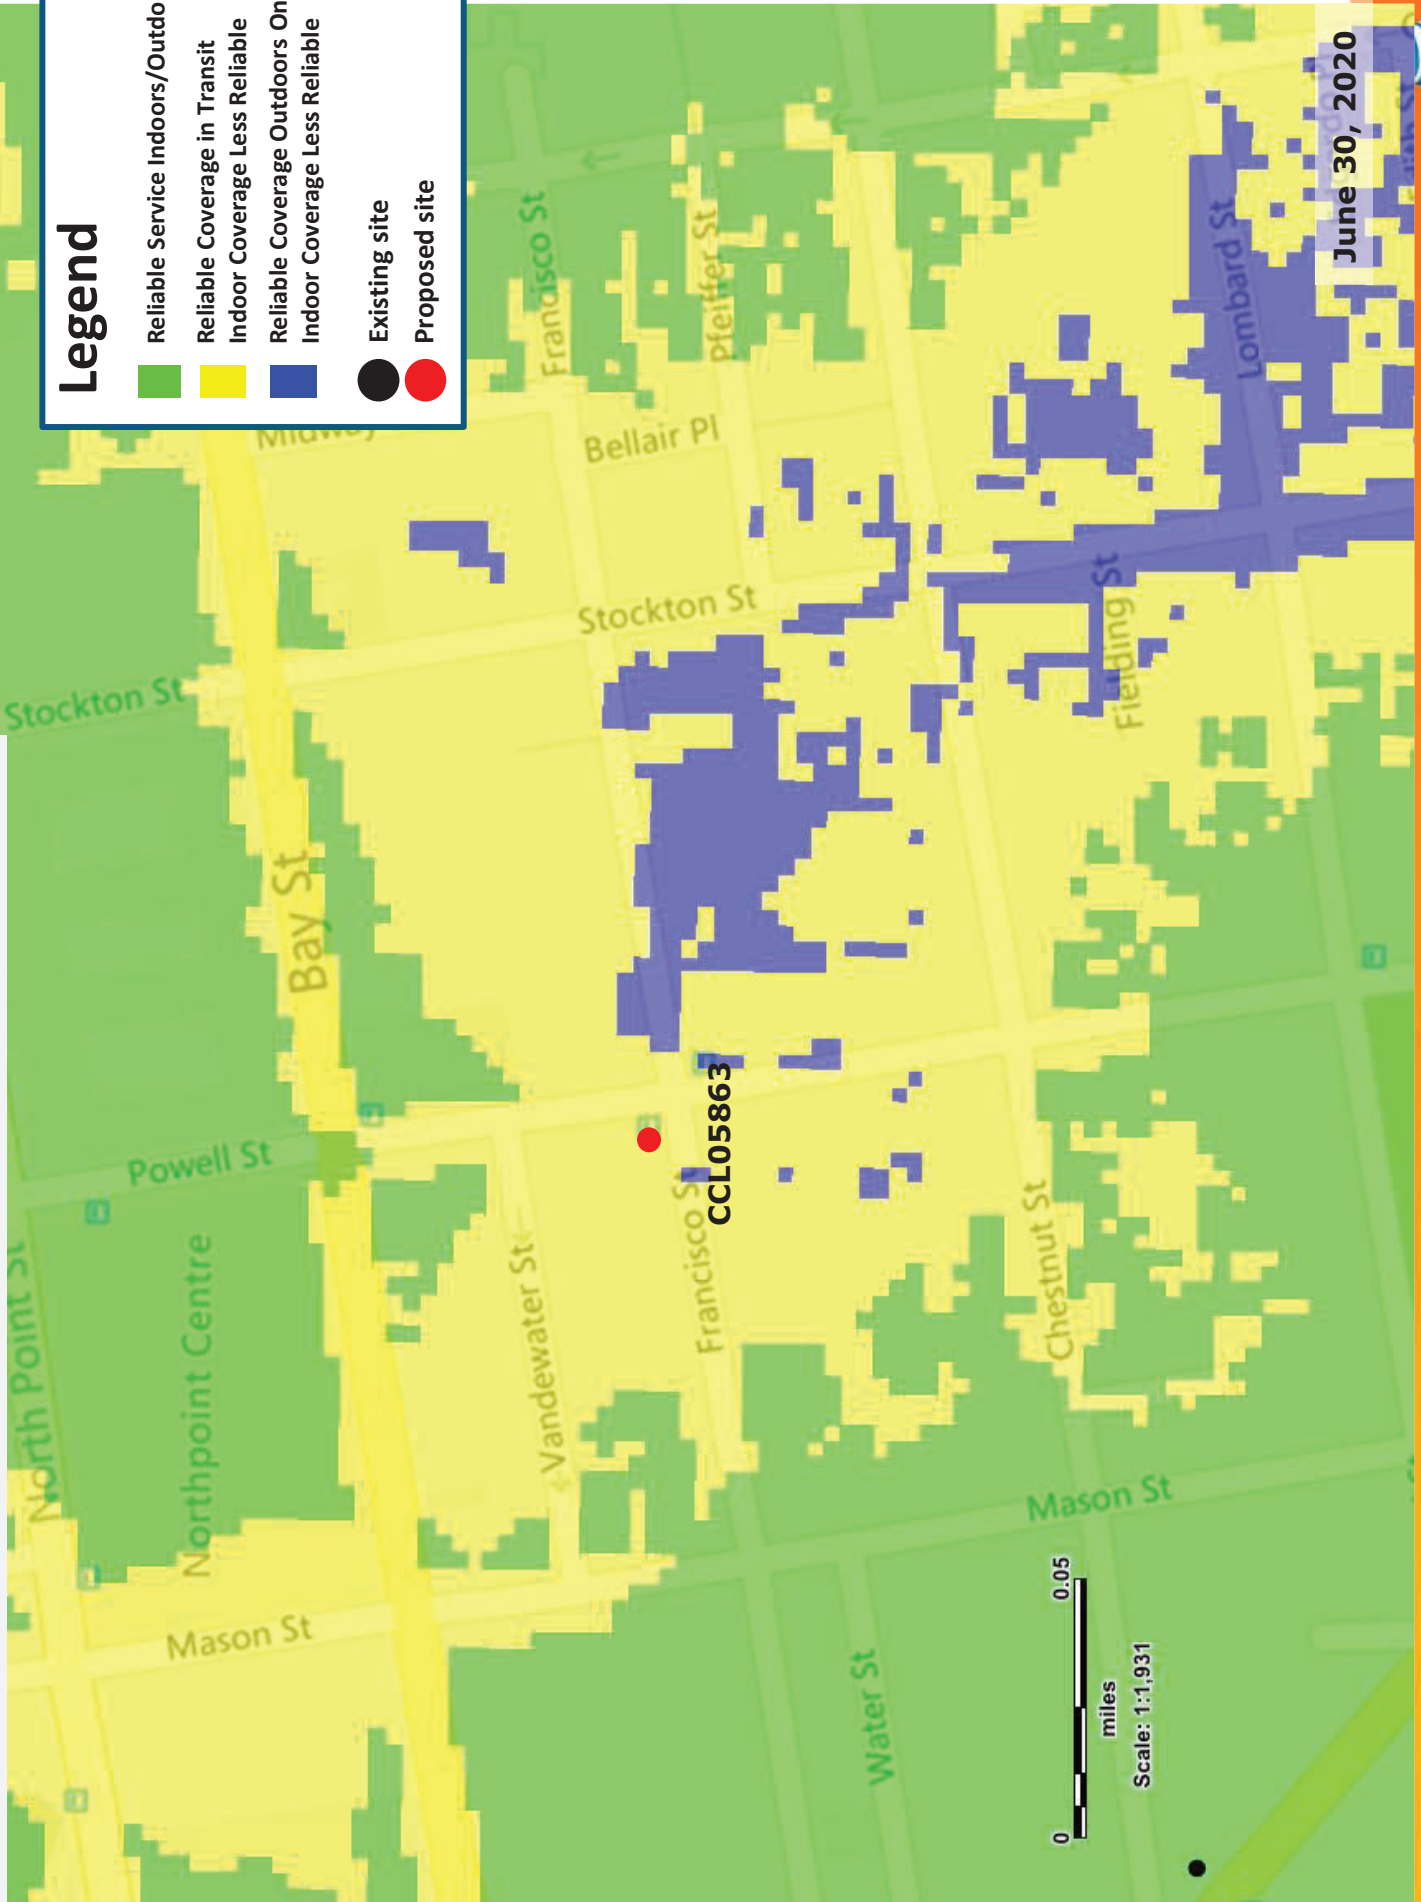 Legend
Reliable Service Indoors/Outdo
Reliable Coverage in Transit
Indoor Coverage Less Reliable
Reliable Coverage Outdoors On
Indoor Coverage Less Reliable
Existing site
Proposed site
June 30, 2020
North Point St
Northpoint Centre
Powell St
Stockton St
Mason St
Bay St
Midway
Vandewater St
Francisco St
CCL05863
Stockton St
Bellair Pl
Francisco St
Pfeiffer St
Water St
Mason St
Chestnut St
Fielding St
Lombard St
0
0.05
miles
Scale: 1:1,931